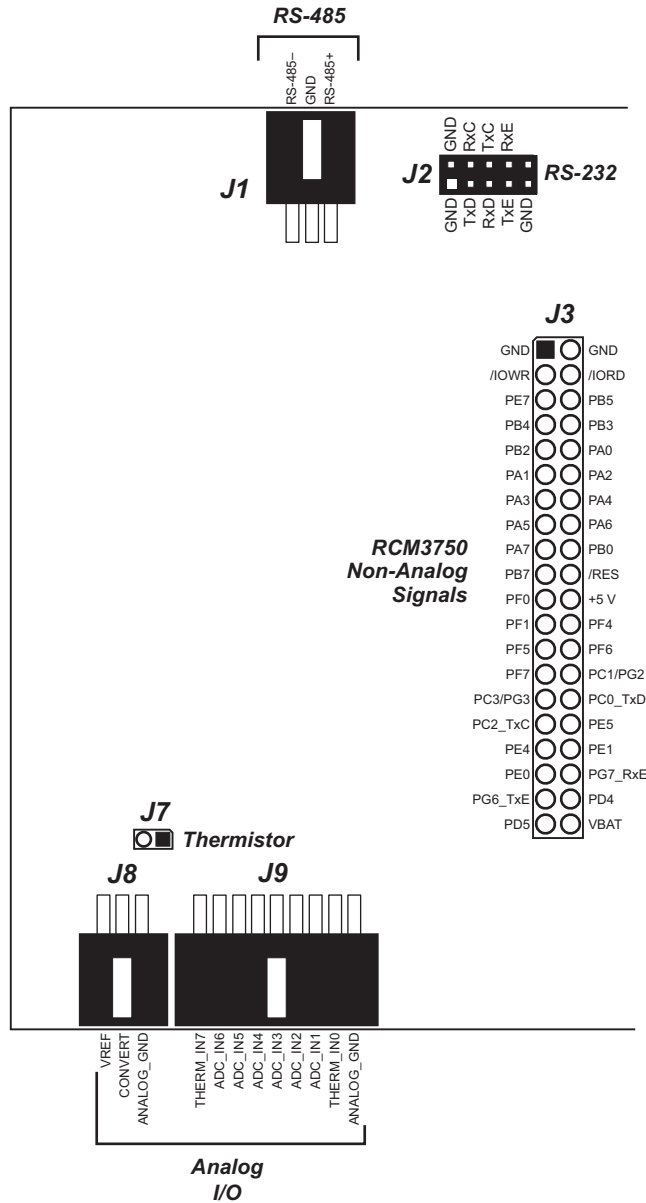 RS-485
RS-485–
GND
RS-485+
J1
J2
GND
RxC
TxC
RxE
RS-232
GND
TxD
RxD
TxE
GND
J3
GND GND
/IOWR /IORD
PE7 PB5
PB4 PB3
PB2 PA0
PA1 PA2
PA3 PA4
PA5 PA6
PA7 PB0
PB7 /RES
PF0 +5 V
PF1 PF4
PF5 PF6
PF7 PC1/PG2
PC3/PG3 PC0_TxD
PC2_TxC PE5
PE4 PE1
PE0 PG7_RxE
PG6_TxE PD4
PD5 VBAT
RCM3750
Non-Analog
Signals
J7
Thermistor
J8
J9
VREF
CONVERT
ANALOG_GND
THERM_IN7
ADC_IN6
ADC_IN5
ADC_IN4
ADC_IN3
ADC_IN2
ADC_IN1
THERM_IN0
ANALOG_GND
Analog
I/O